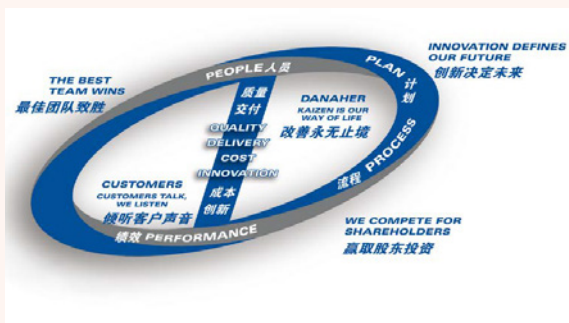 THE BEST
TEAM WINS
最佳团队致胜
PEOPLE 人员
PLAN 计划
INNOVATION DEFINES
OUR FUTURE
创新决定未来
质量
交付
QUALITY
DELIVERY
COST
INNOVATION
成本
创新
DANAHER
KAIZEN IS OUR
WAY OF LIFE
改善永无止境
流程 PROCESS
CUSTOMERS
CUSTOMERS TALK,
WE LISTEN
倾听客户声音
绩效 PERFORMANCE
WE COMPETE FOR
SHAREHOLDERS
赢取股东投资